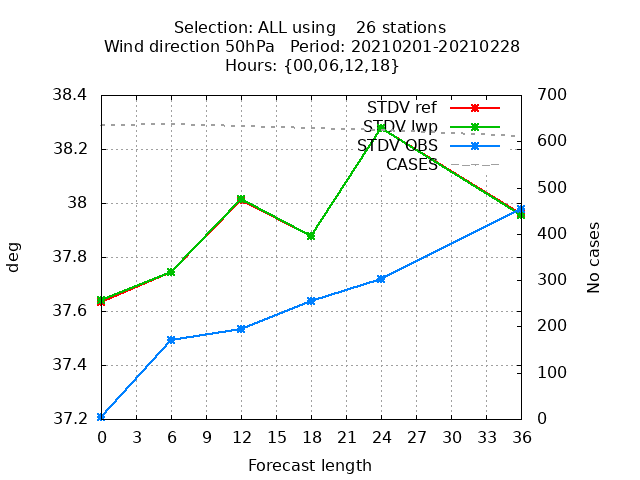 Selection: ALL using    26 stations
Wind direction 50hPa   Period: 20210201-20210228
Hours: {00,06,12,18}
38.4
38.2
38
37.8
37.6
37.4
37.2
deg
STDV ref
STDV lwp
STDV OBS
CASES
700
600
500
400
300
200
100
0
No cases
0 3 6 9 12 15 18 21 24 27 30 33 36
Forecast length